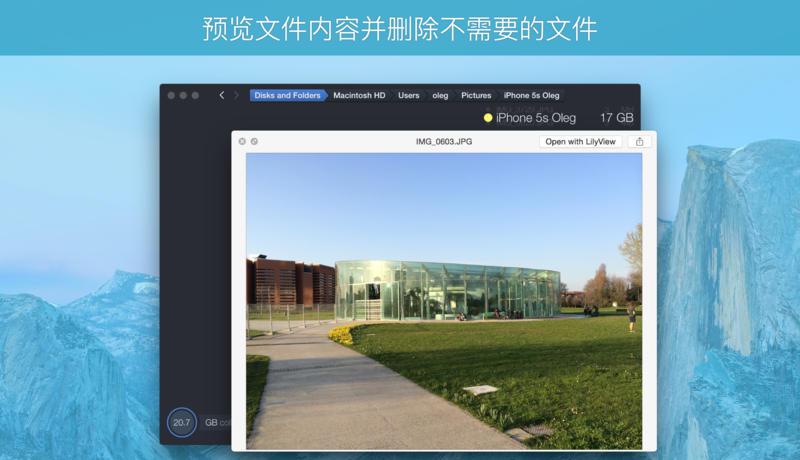 预览文件内容并删除不需要的文件
Disks and Folders Macintosh HD Users oleg Pictures iPhone 5s Oleg
iPhone 5s Oleg 17 GB
IMG_0603.JPG Open with LilyView
20.7 GB